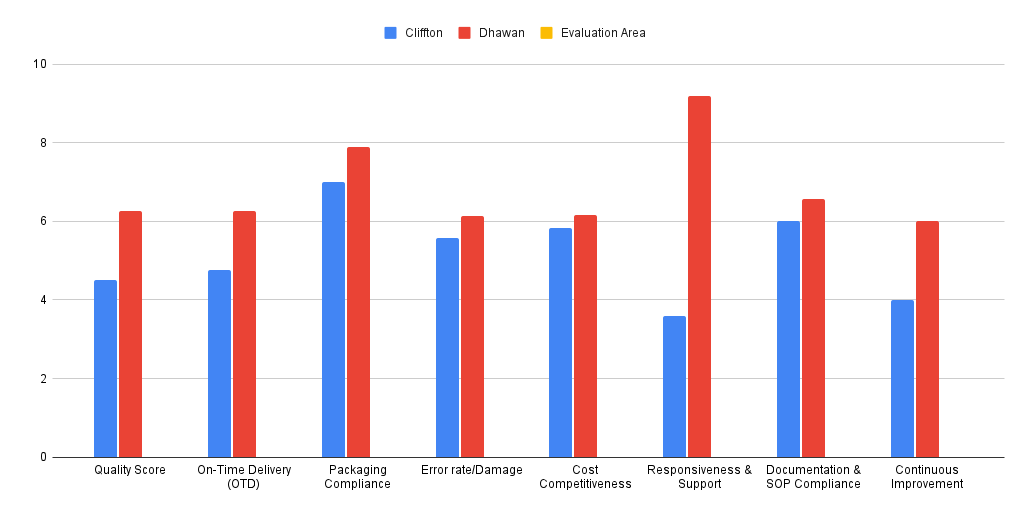 Cliffton Dhawan Evaluation Area
10
8
6
4
2
0
Quality Score
On-Time Delivery
(OTD)
Packaging
Compliance
Error rate/Damage
Cost
Competitiveness
Responsiveness &
Support
Documentation &
SOP Compliance
Continuous
Improvement